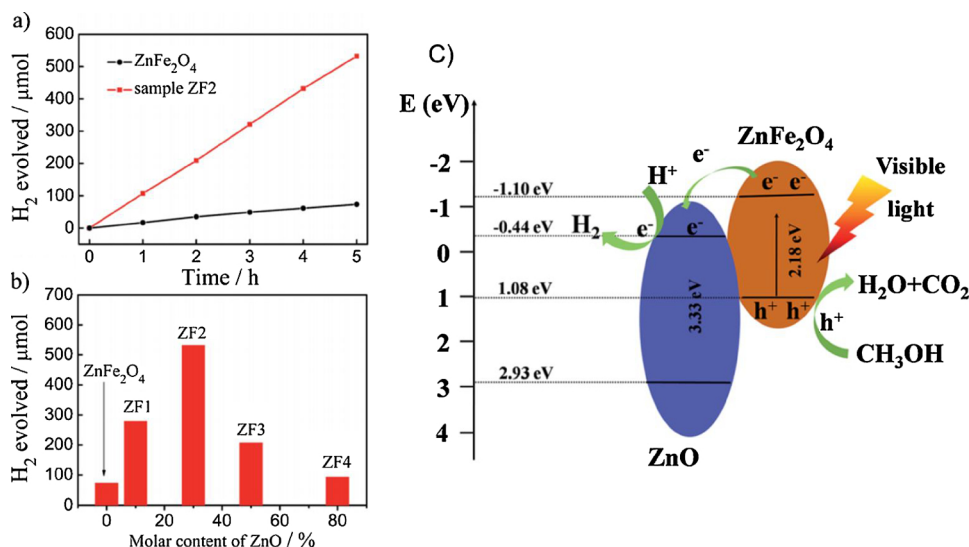 a)
H₂ evolved / μmol
600
500
400
300
200
100
0
ZnFe₂O₄
sample ZF2
0 1 2 3 4 5
Time / h
b)
H₂ evolved / μmol
700
600
500
400
300
200
100
0
ZnFe₂O₄
ZF1
ZF2
ZF3
ZF4
0 20 40 60 80
Molar content of ZnO / %
C)
E (eV)
-2
-1
0
1
2
3
4
-1.10 eV
-0.44 eV
1.08 eV
2.93 eV
H⁺
H₂
e⁻
e⁻
e⁻
3.33 eV
ZnO
ZnFe₂O₄
e⁻ e⁻
2.18 eV
h⁺ h⁺
Visible
light
H₂O+CO₂
h⁺
CH₃OH